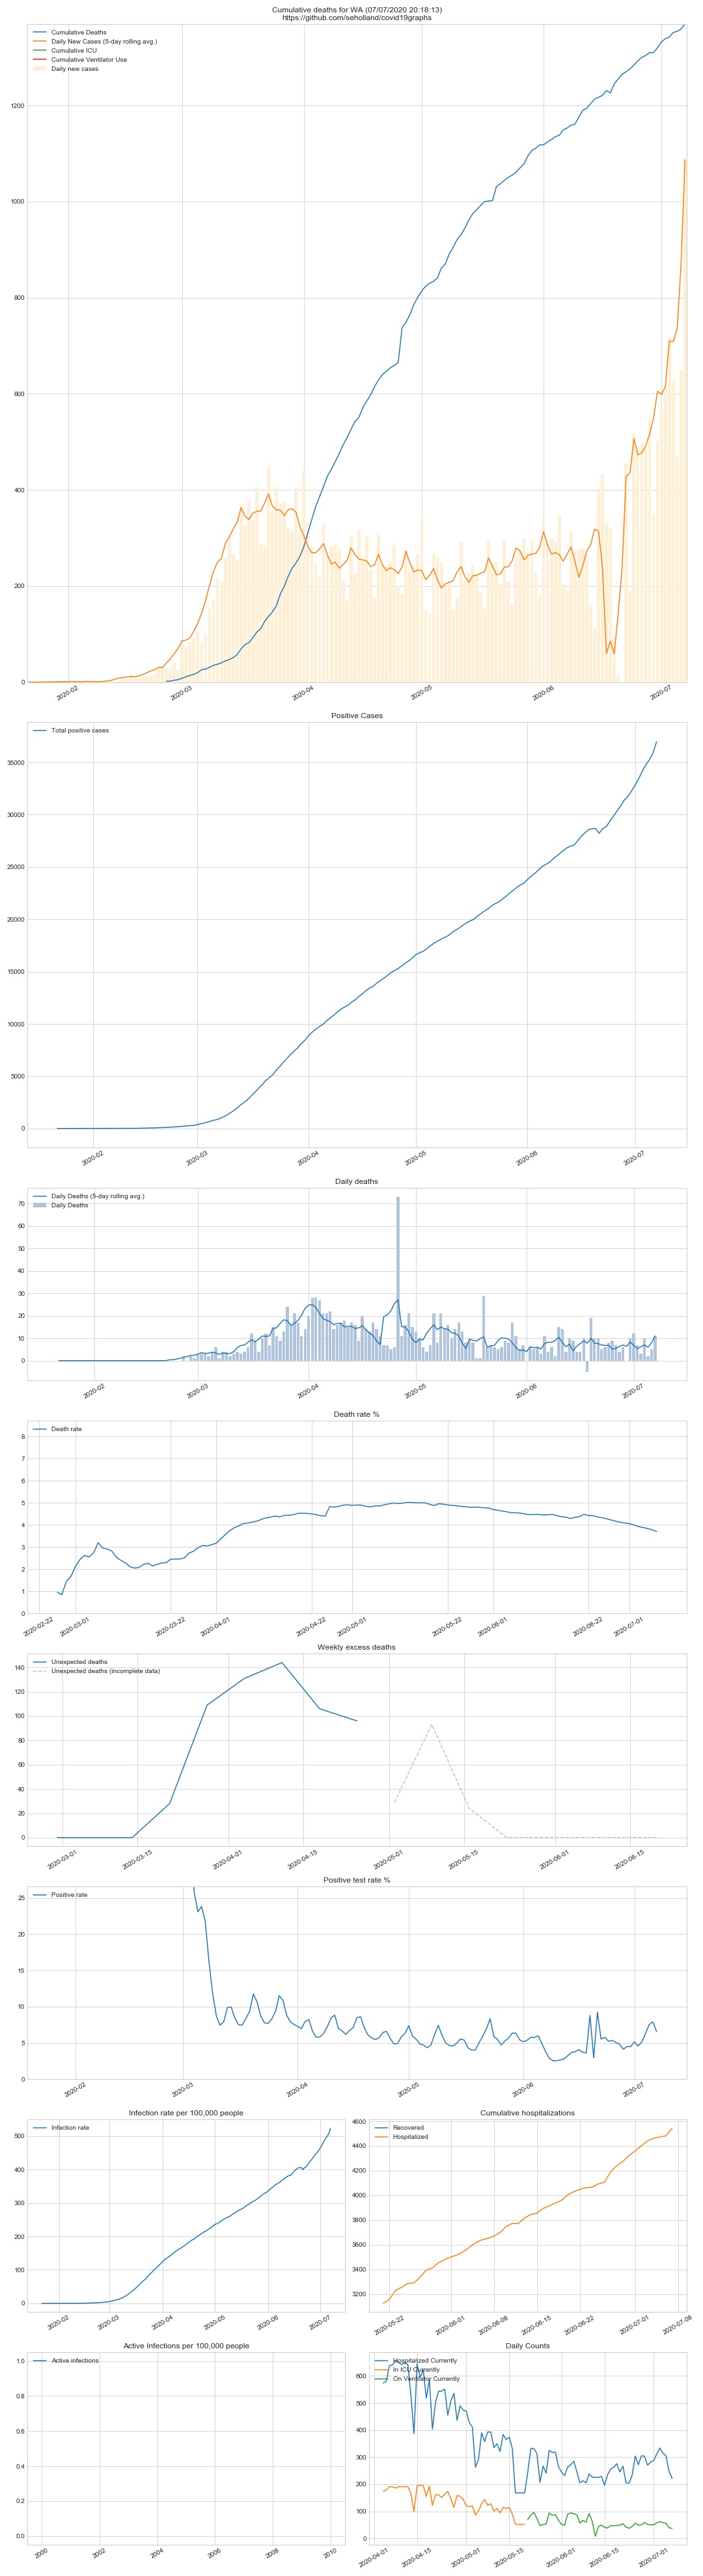 Cumulative deaths for WA (07/07/2020 20:18:13)
https://github.com/seholland/covid19graphs
Cumulative Deaths
Daily New Cases (5-day rolling avg.)
Cumulative ICU
Cumulative Ventilator Use
Daily new cases
1200
1000
800
600
400
200
0
2020-02 2020-03 2020-04 2020-05 2020-06 2020-07
Positive Cases
Total positive cases
35000
30000
25000
20000
15000
10000
5000
0
2020-02 2020-03 2020-04 2020-05 2020-06 2020-07
Daily deaths
Daily Deaths (5-day rolling avg.)
Daily Deaths
70
60
50
40
30
20
10
0
2020-02 2020-03 2020-04 2020-05 2020-06 2020-07
Death rate %
Death rate
8
7
6
5
4
3
2
1
0
2020-02-22 2020-03-01 2020-03-22 2020-04-01 2020-04-22 2020-05-01 2020-05-22 2020-06-01 2020-06-22 2020-07-01
Weekly excess deaths
Unexpected deaths
Unexpected deaths (incomplete data)
140
120
100
80
60
40
20
0
2020-03-01 2020-03-15 2020-04-01 2020-04-15 2020-05-01 2020-05-15 2020-06-01 2020-06-15
Positive test rate %
Positive rate
25
20
15
10
5
0
2020-02 2020-03 2020-04 2020-05 2020-06 2020-07
Infection rate per 100,000 people
Infection rate
500
400
300
200
100
0
2020-02 2020-03 2020-04 2020-05 2020-06 2020-07
Cumulative hospitalizations
Recovered
Hospitalized
4600
4400
4200
4000
3800
3600
3400
3200
2020-05-22 2020-06-01 2020-06-08 2020-06-15 2020-06-22 2020-07-01 2020-07-08
Active Infections per 100,000 people
Active infections
1.0
0.8
0.6
0.4
0.2
0.0
2000 2002 2004 2006 2008 2010
Daily Counts
Hospitalized Currently
In ICU Currently
On Ventilator Currently
600
500
400
300
200
100
0
2020-04-01 2020-04-15 2020-05-01 2020-05-15 2020-06-01 2020-06-15 2020-07-01